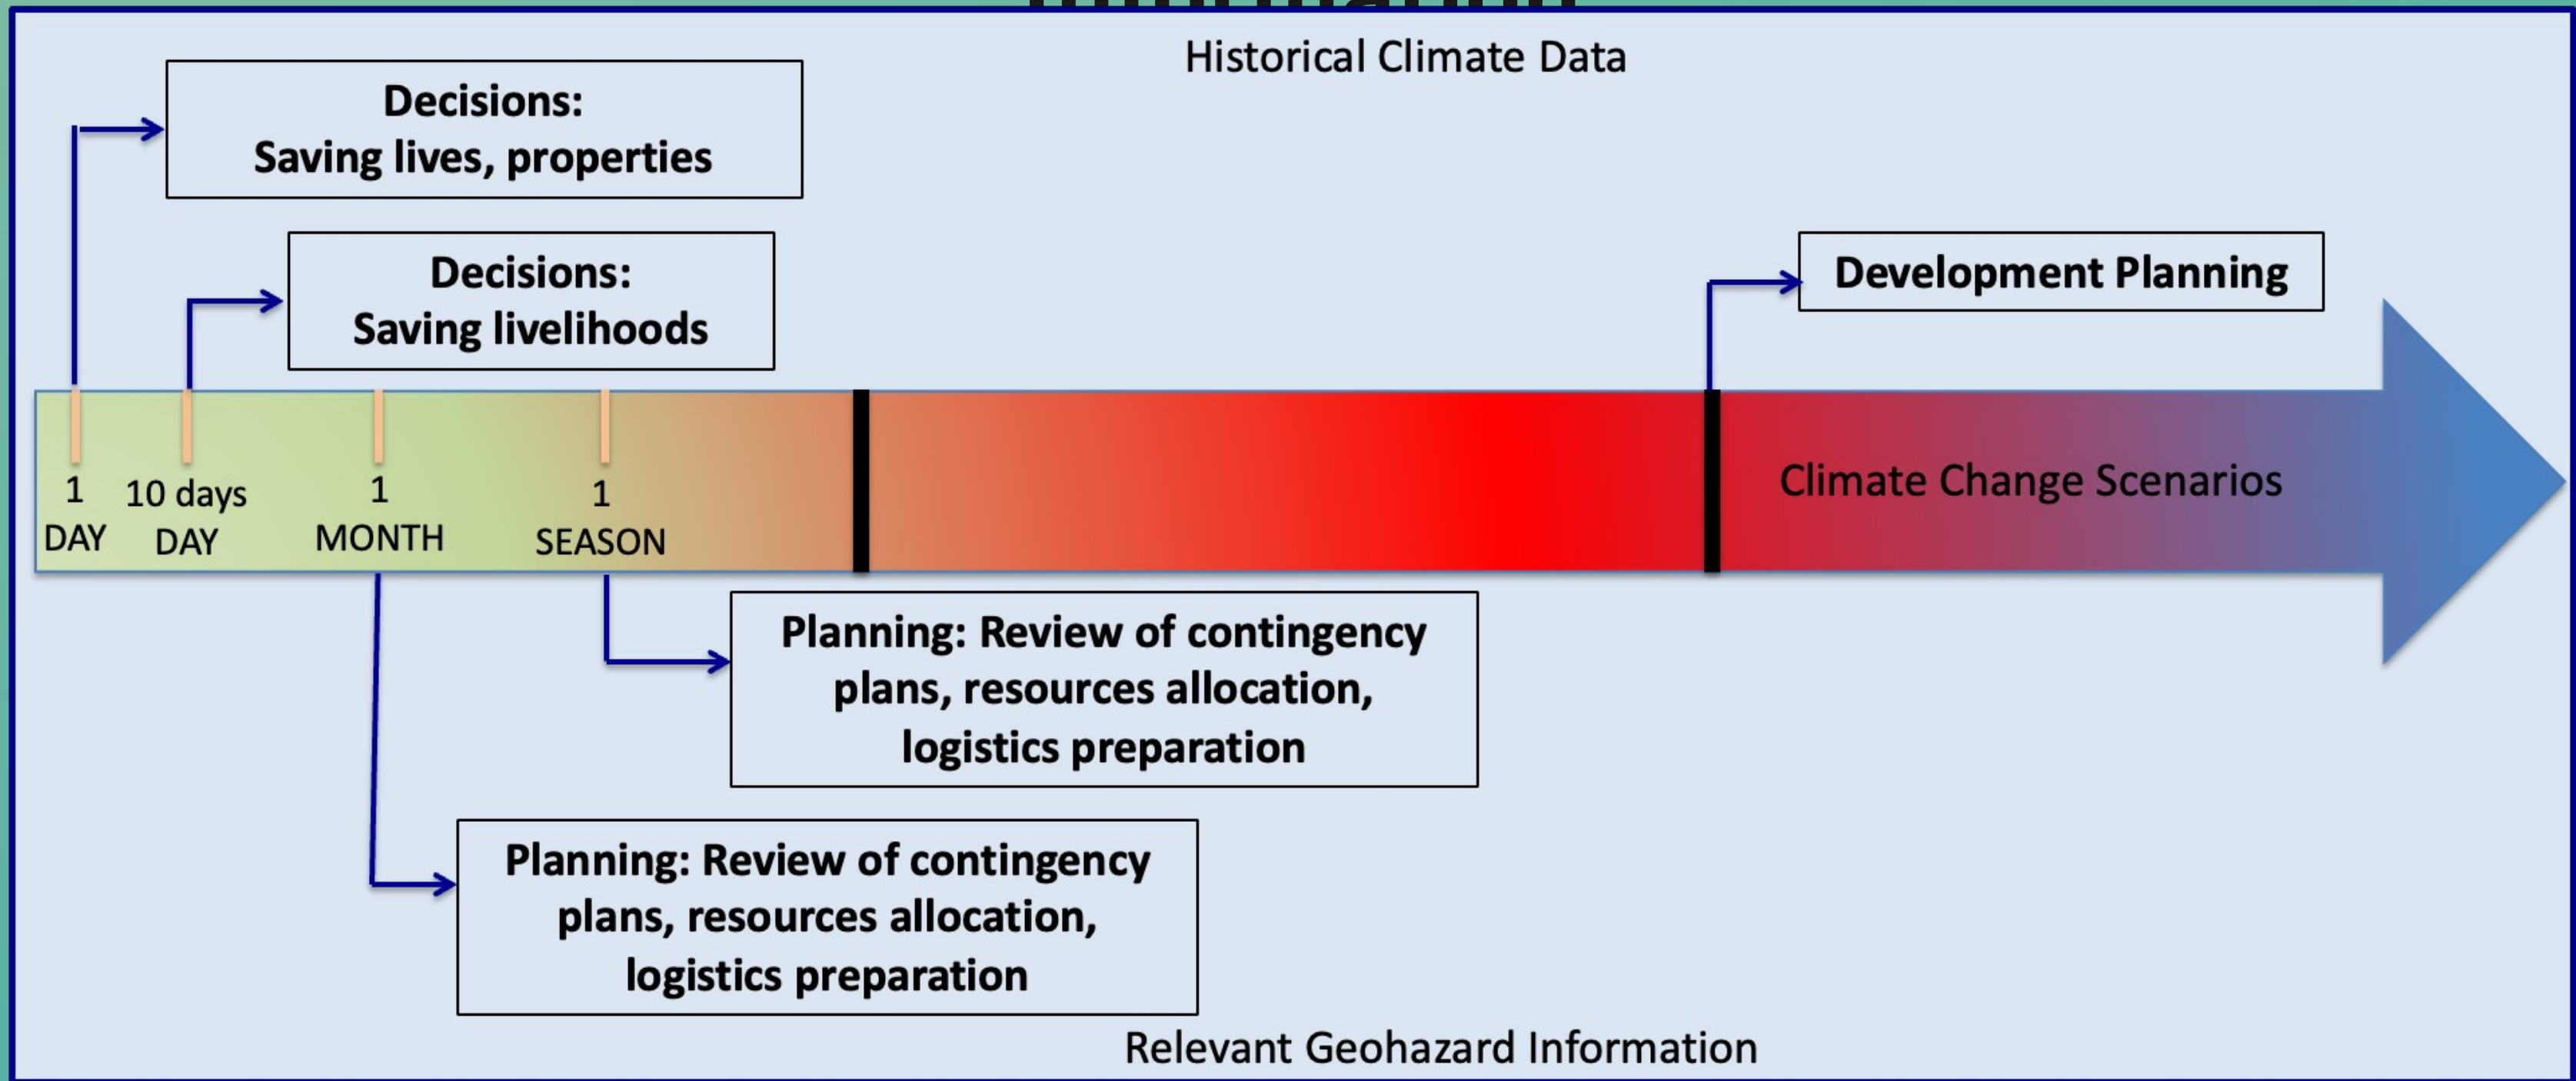 Historical Climate Data
Decisions:
Saving lives, properties
Decisions:
Saving livelihoods
Development Planning
1
DAY
10 days
DAY
1
MONTH
1
SEASON
Climate Change Scenarios
Planning: Review of contingency
plans, resources allocation,
logistics preparation
Planning: Review of contingency
plans, resources allocation,
logistics preparation
Relevant Geohazard Information